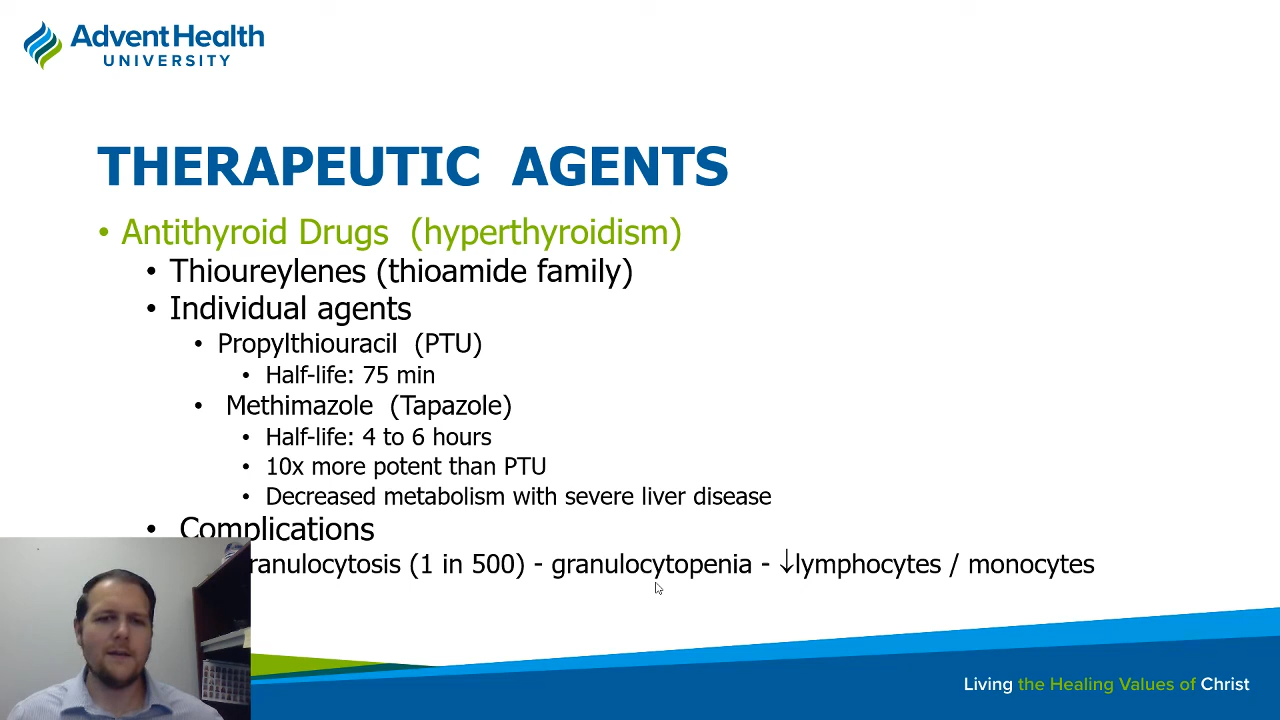 Advent Health
UNIVERSITY
THERAPEUTIC AGENTS
• Antithyroid Drugs (hyperthyroidism)
• Thioureylenes (thioamide family)
• Individual agents
• Propylthiouracil (PTU)
• Half-life: 75 min
• Methimazole (Tapazole)
• Half-life: 4 to 6 hours
• 10x more potent than PTU
• Decreased metabolism with severe liver disease
• Complications
ranulocytosis (1 in 500) - granulocytopenia - ↓lymphocytes / monocytes
Living the Healing Values of Christ